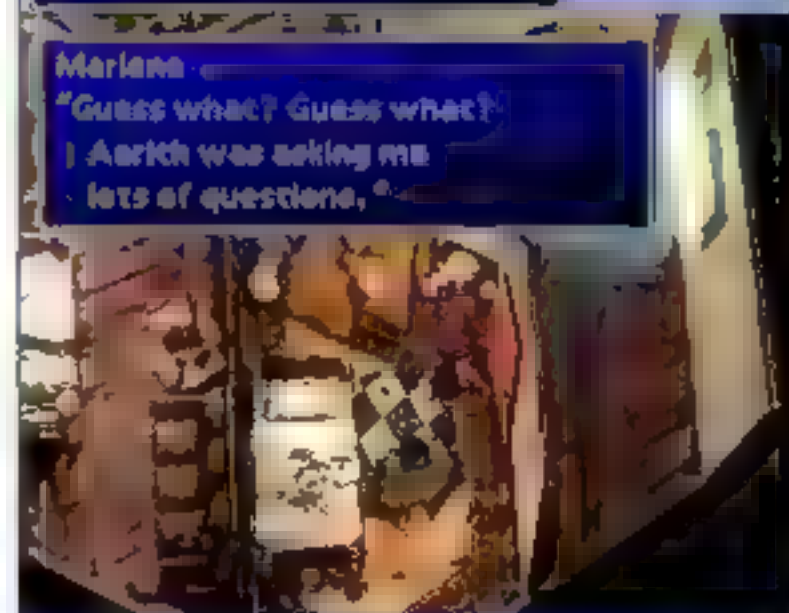 Marlene
“Guess what? Guess what?
Aerith was asking me
lots of questions,”